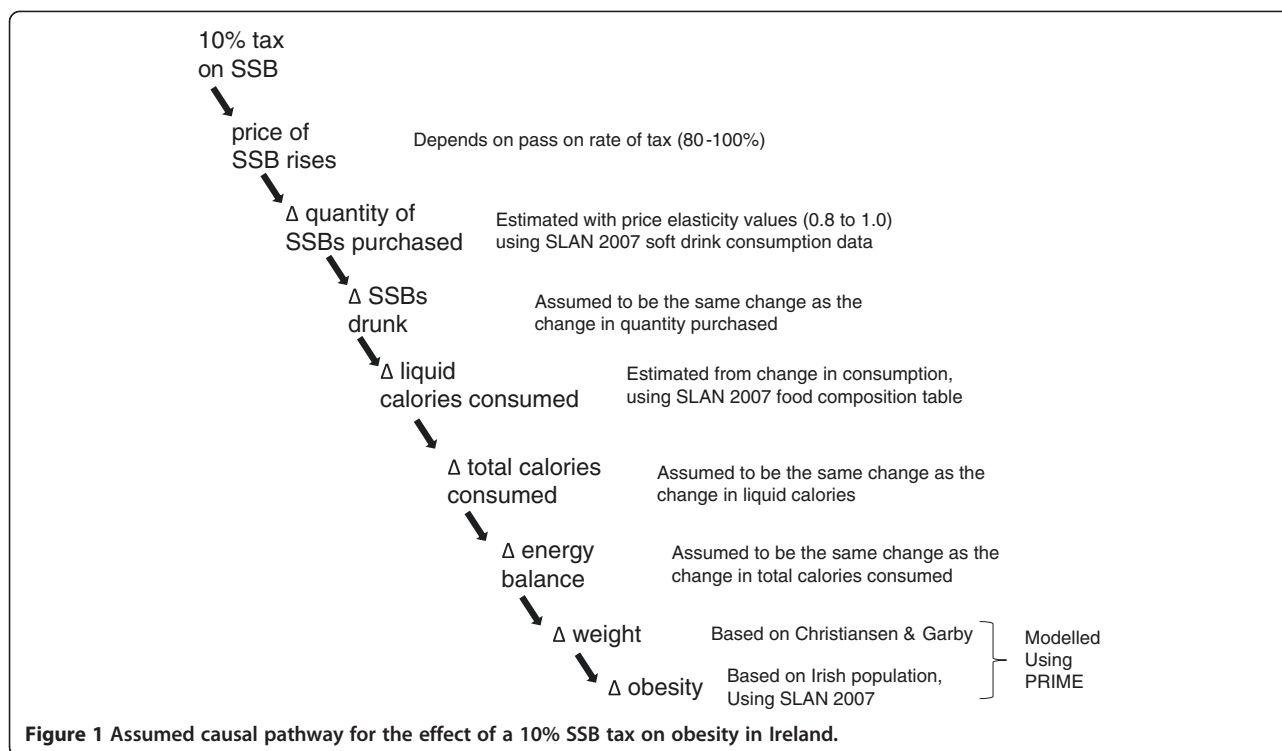 10% tax
on SSB
price of
SSB rises
Depends on pass on rate of tax (80-100%)
Δ quantity of
SSBs purchased
Estimated with price elasticity values (0.8 to 1.0)
using SLAN 2007 soft drink consumption data
Δ SSBs
drunk
Assumed to be the same change as the
change in quantity purchased
Δ liquid
calories consumed
Estimated from change in consumption,
using SLAN 2007 food composition table
Δ total calories
consumed
Assumed to be the same change as the
change in liquid calories
Δ energy
balance
Assumed to be the same change as the
change in total calories consumed
Δ weight
Based on Christiansen & Garby
Δ obesity
Based on Irish population,
Using SLAN 2007
Modelled
Using
PRIME
Figure 1 Assumed causal pathway for the effect of a 10% SSB tax on obesity in Ireland.